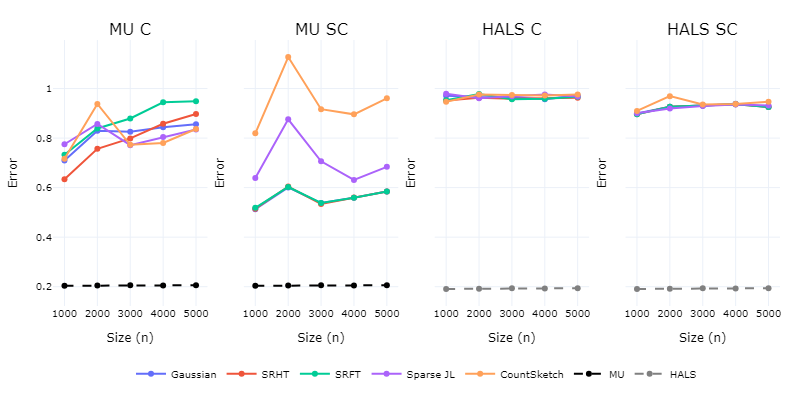 MU C MU SC HALS C HALS SC
1
0.8
0.6
0.4
0.2
Error Error Error Error
1000 2000 3000 4000 5000 1000 2000 3000 4000 5000 1000 2000 3000 4000 5000 1000 2000 3000 4000 5000
Size (n) Size (n) Size (n) Size (n)
Gaussian SRHT SRFT Sparse JL CountSketch MU HALS